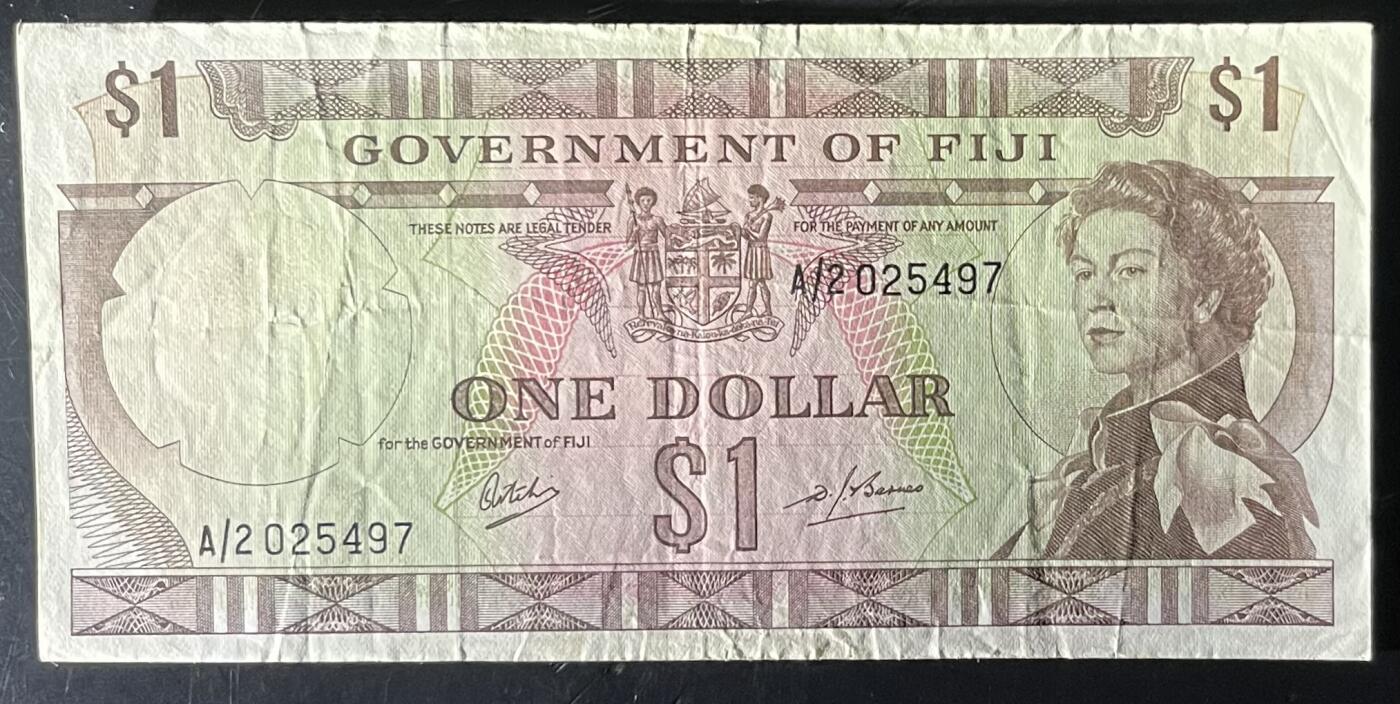 $1 $1
GOVERNMENT OF FIJI
THESE NOTES ARE LEGAL TENDER FOR THE PAYMENT OF ANY AMOUNT
A/2 025497
ONE DOLLAR
for the GOVERNMENT of FIJI
$1
D. J. Barnes
A/2 025497